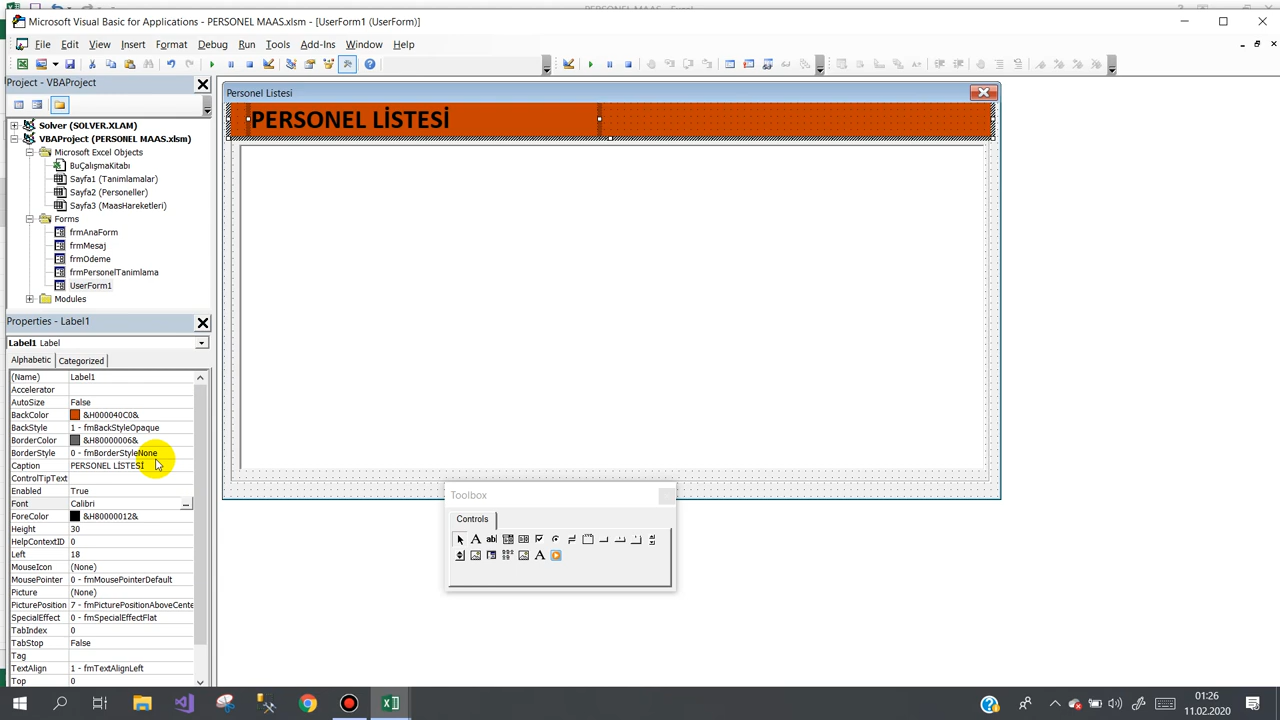 PERSONEL MAAS.xlsm - Excel
Microsoft Visual Basic for Applications - PERSONEL MAAS.xlsm - [UserForm1 (UserForm)]
File Edit View Insert Format Debug Run Tools Add-Ins Window Help
Project - VBAProject
Solver (SOLVER.XLAM)
VBAProject (PERSONEL MAAS.xlsm)
Microsoft Excel Objects
BuÇalışmaKitabı
Sayfa1 (Tanimlamalar)
Sayfa2 (Personeller)
Sayfa3 (MaasHareketleri)
Forms
frmAnaForm
frmMesaj
frmOdeme
frmPersonelTanimlama
UserForm1
Modules
Properties - Label1
Label1 Label
Alphabetic Categorized
(Name) Label1
Accelerator
AutoSize False
BackColor &H000040C0&
BackStyle 1 - fmBackStyleOpaque
BorderColor &H80000006&
BorderStyle 0 - fmBorderStyleNone
Caption PERSONEL LİSTESİ
ControlTipText
Enabled True
Font Calibri
ForeColor &H80000012&
Height 30
HelpContextID 0
Left 18
MouseIcon (None)
MousePointer 0 - fmMousePointerDefault
Picture (None)
PicturePosition 7 - fmPicturePositionAboveCente
SpecialEffect 0 - fmSpecialEffectFlat
TabIndex 0
TabStop False
Tag
TextAlign 1 - fmTextAlignLeft
Top 0
Personel Listesi
PERSONEL LİSTESİ
Toolbox
Controls
01:26
11.02.2020